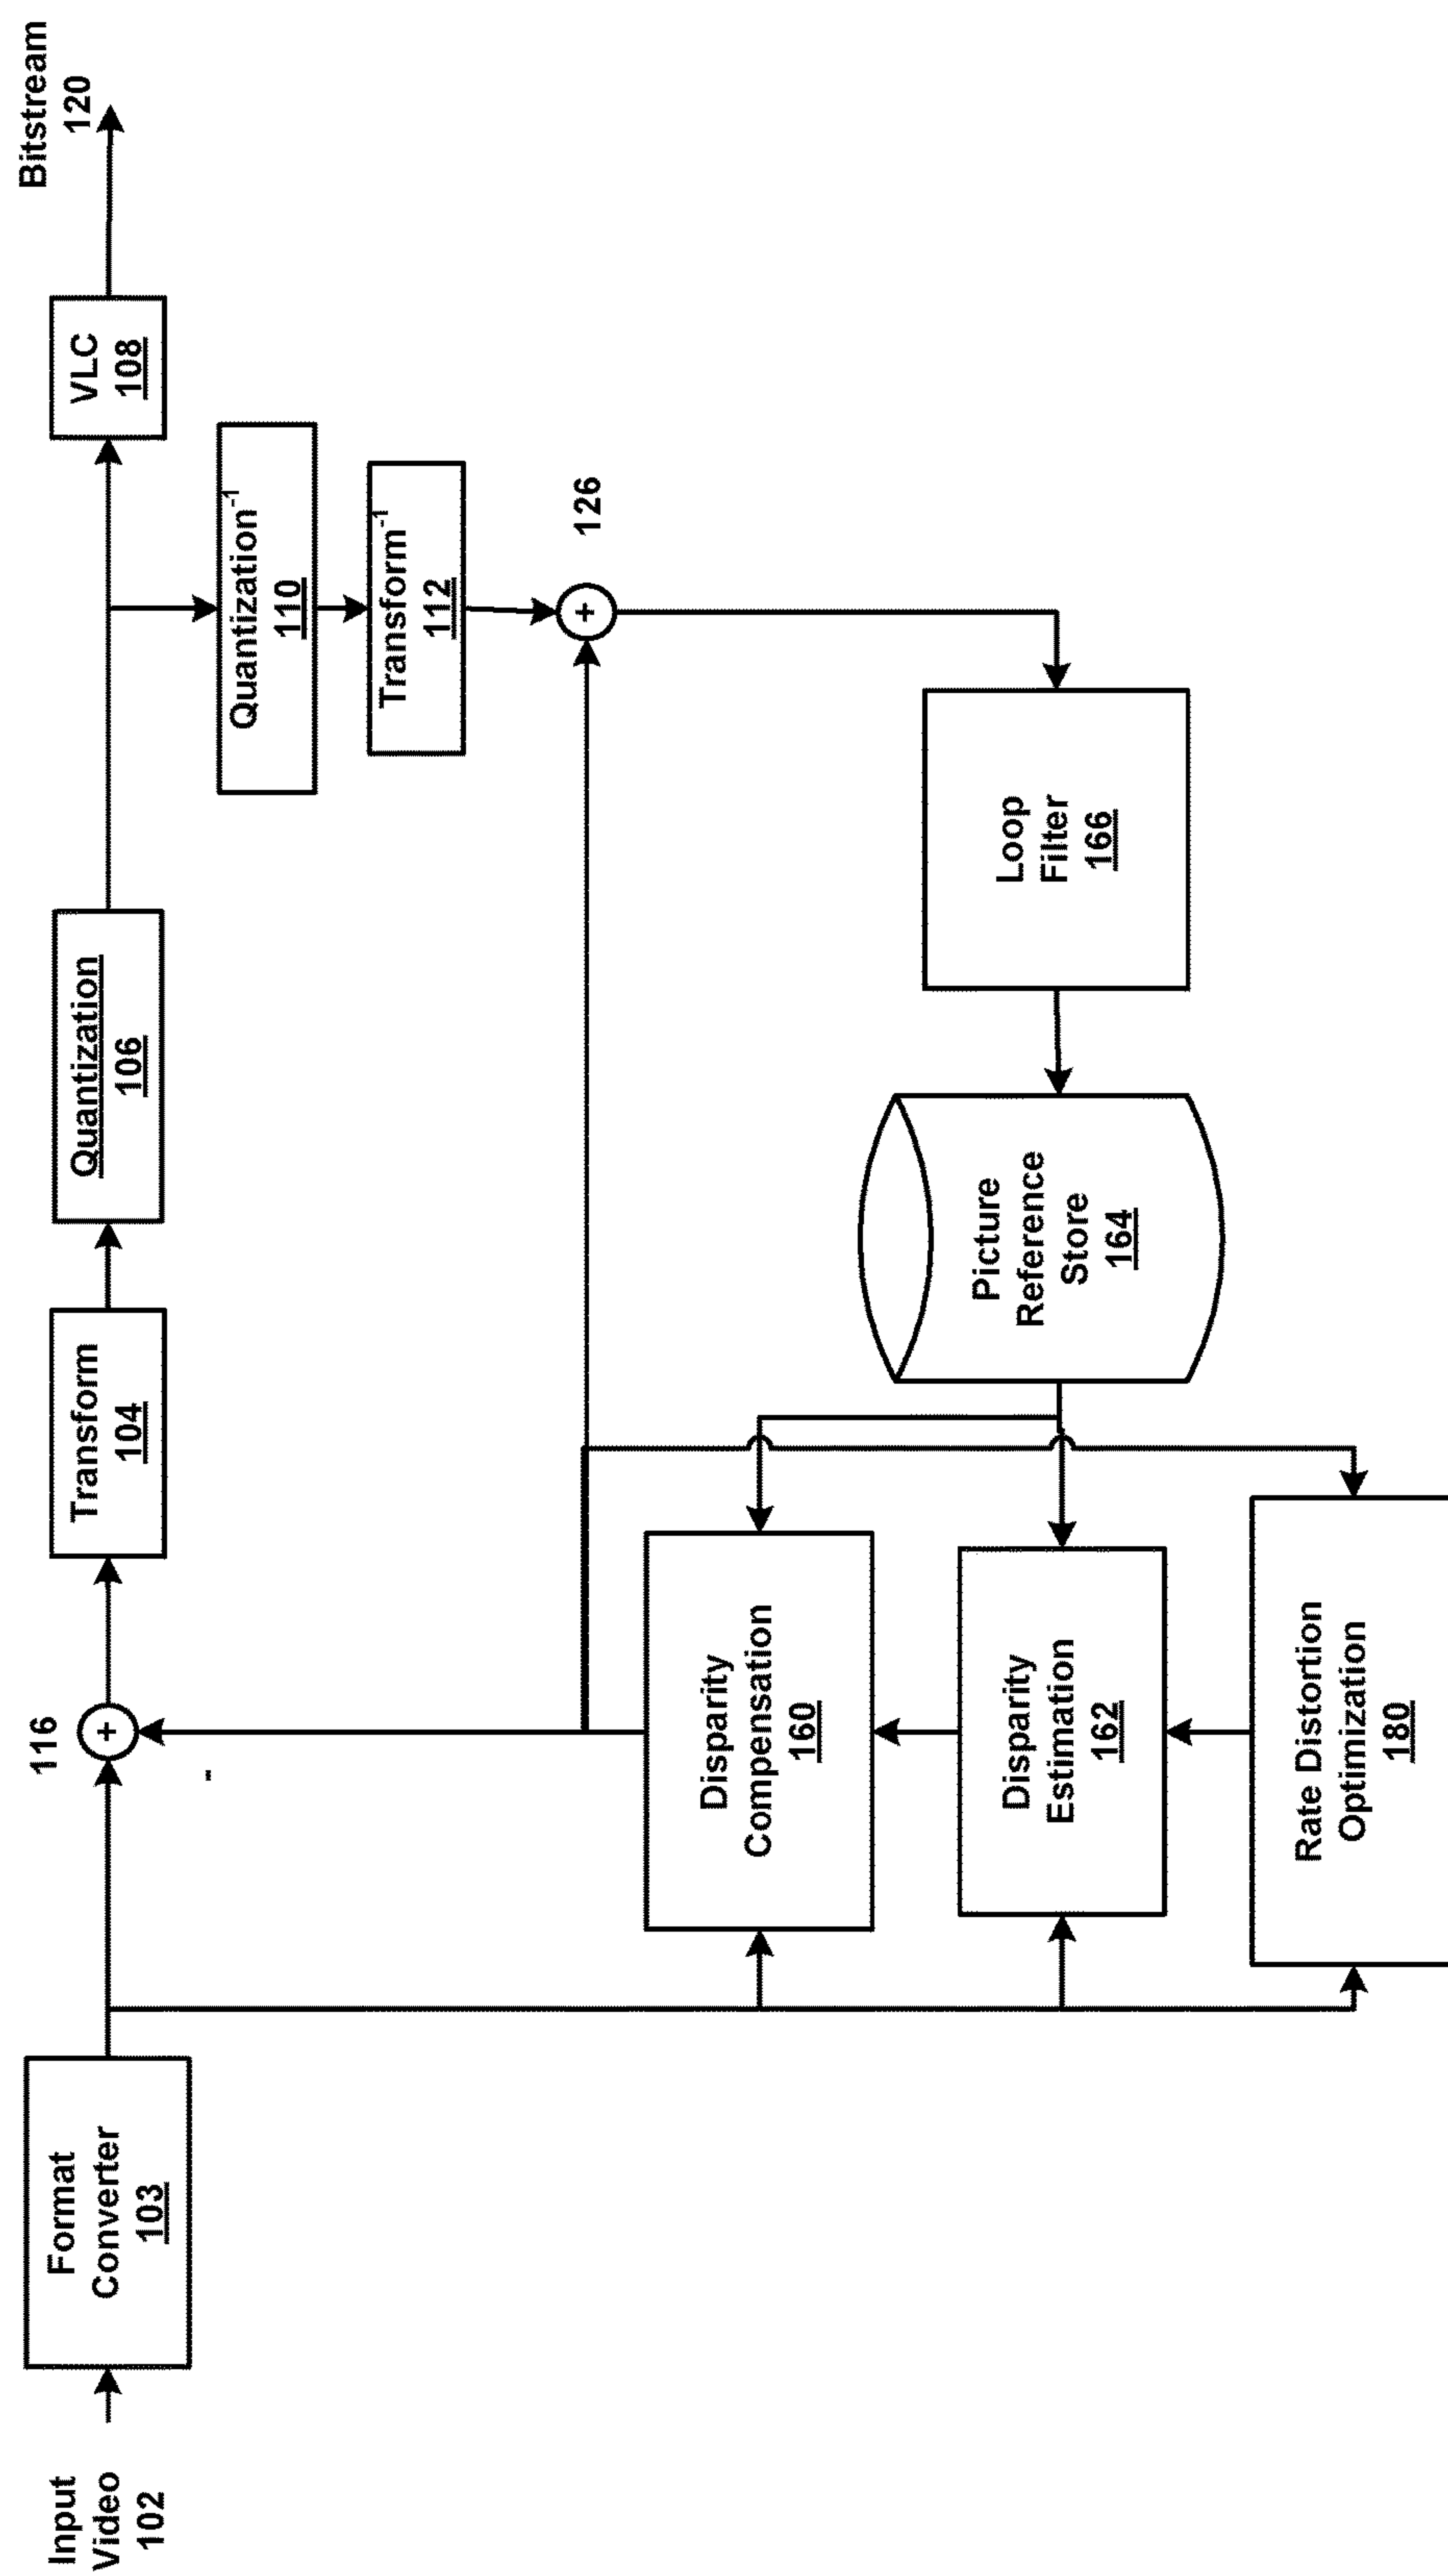 Input
Video
102
Format
Converter
103
116
+
-
Transform
104
Quantization
106
VLC
108
Bitstream
120
Quantization-1
110
Transform-1
112
126
+
Disparity
Compensation
160
Disparity
Estimation
162
Rate Distortion
Optimization
180
Picture
Reference
Store
164
Loop
Filter
166